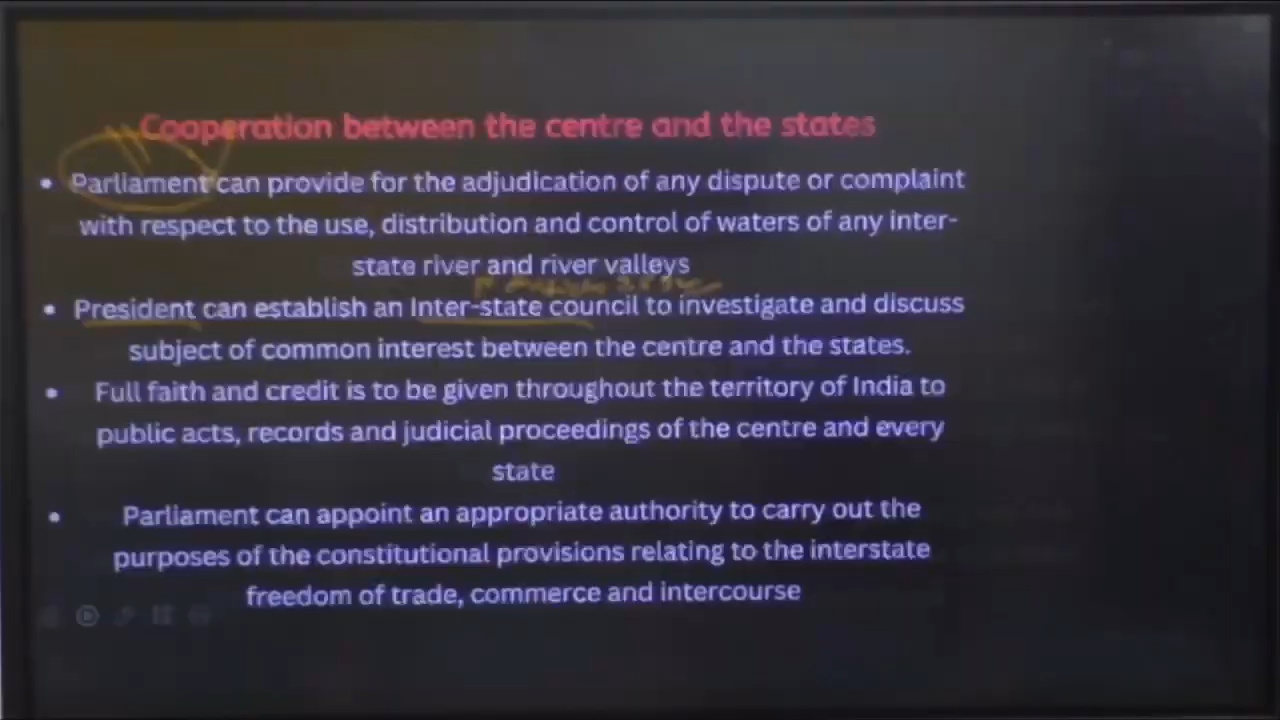 Cooperation between the centre and the states
• Parliament can provide for the adjudication of any dispute or complaint
with respect to the use, distribution and control of waters of any inter-
state river and river valleys
• President can establish an Inter-state council to investigate and discuss
subject of common interest between the centre and the states.
• Full faith and credit is to be given throughout the territory of India to
public acts, records and judicial proceedings of the centre and every
state
• Parliament can appoint an appropriate authority to carry out the
purposes of the constitutional provisions relating to the interstate
freedom of trade, commerce and intercourse